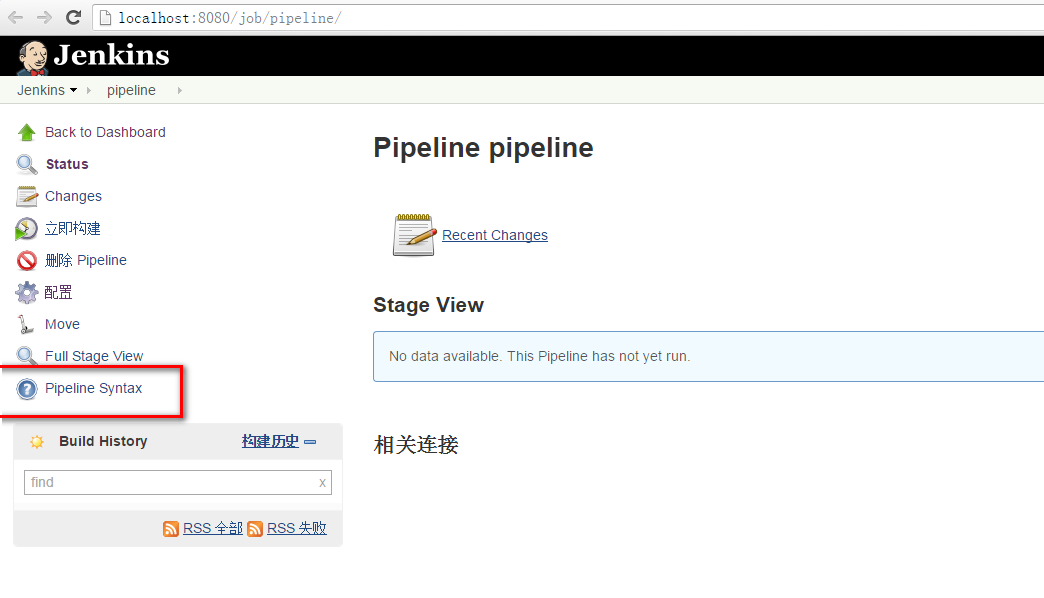 localhost:8080/job/pipeline/
Jenkins
Jenkins pipeline
Back to Dashboard
Status
Changes
立即构建
删除 Pipeline
配置
Move
Full Stage View
Pipeline Syntax
Build History 构建历史
find x
RSS 全部 RSS 失败
Pipeline pipeline
Recent Changes
Stage View
No data available. This Pipeline has not yet run.
相关连接